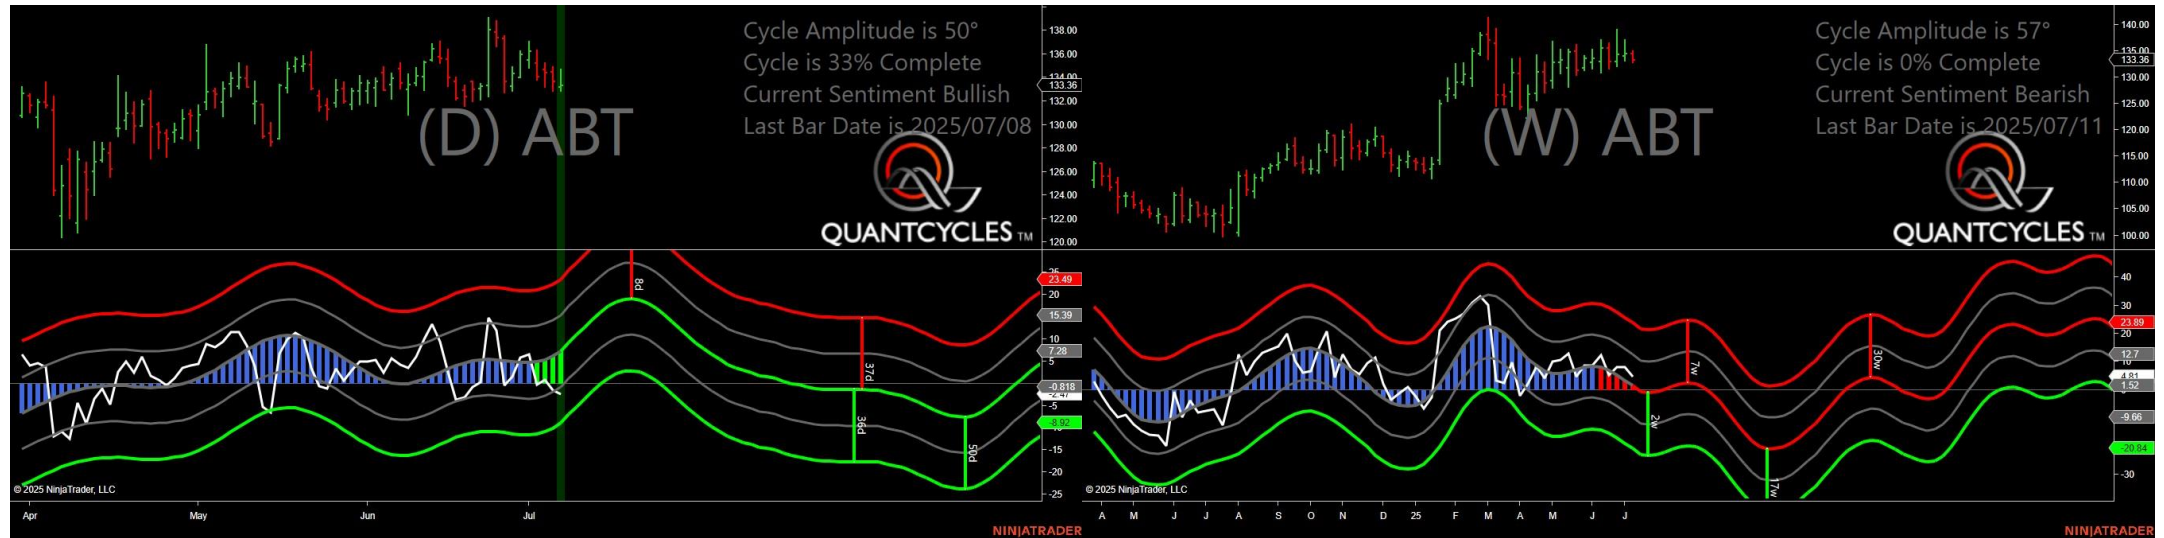 Cycle Amplitude is 50°
Cycle is 33% Complete
Current Sentiment Bullish
Last Bar Date is 2025/07/08
(D) ABT
QUANTCYCLES TM
138.00
136.00
134.00
133.36
132.00
130.00
128.00
126.00
124.00
122.00
120.00
25
23.49
20
15.39
10
7.28
5
-0.818
-2.47
-5
-8.92
-10
-15
-20
-25
8d
37d
36d
50d
© 2025 NinjaTrader, LLC
Apr May Jun Jul
NINJATRADER
Cycle Amplitude is 57°
Cycle is 0% Complete
Current Sentiment Bearish
Last Bar Date is 2025/07/11
(W) ABT
QUANTCYCLES TM
140.00
135.00
133.36
130.00
125.00
120.00
115.00
110.00
105.00
100.00
40
30
23.89
20
12.7
10
4.81
1.52
-9.66
-20.84
-30
7w
30w
2w
17w
© 2025 NinjaTrader, LLC
A M J J A S O N D 25 F M A M J J
NINJATRADER